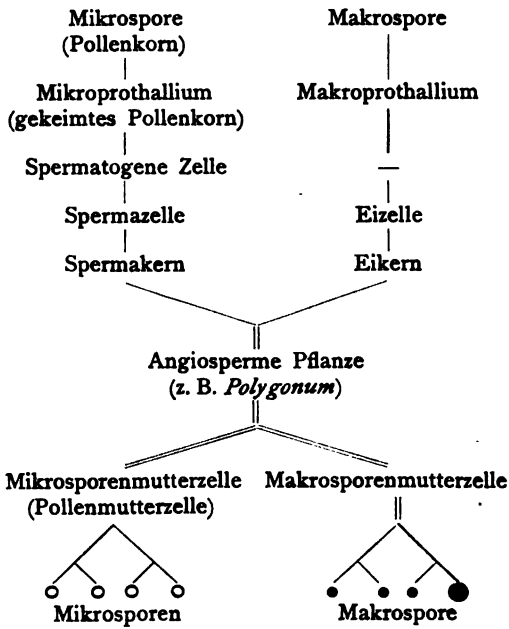 Mikrospore
(Pollenkorn)
Makrospore
Mikroprothallium
(gekeimtes Pollenkorn)
Makroprothallium
Spermatogene Zelle
—
Spermazelle
Eizelle
Spermakern
Eikern
Angiosperme Pflanze
(z. B. Polygonum)
Mikrosporenmutterzelle
(Pollenmutterzelle)
Makrosporenmutterzelle
Mikrosporen
Makrospore